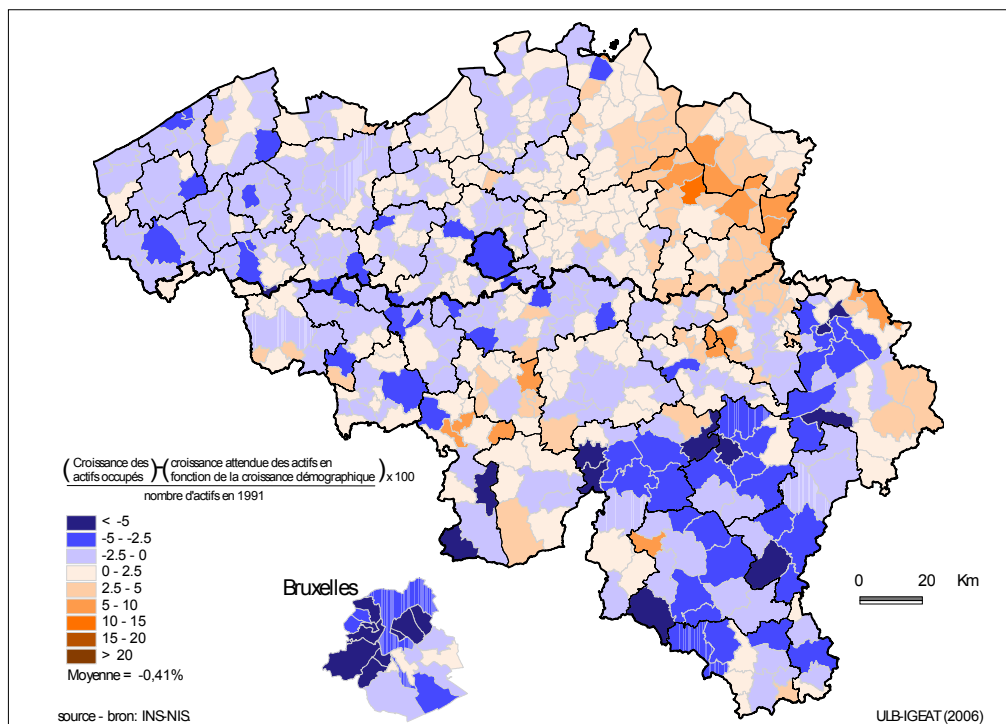 (Croissance des actifs occupés)-(croissance attendue des actifs en fonction de la croissance démographique) x 100
nombre d'actifs en 1991
< -5
-5 - -2.5
-2.5 - 0
0 - 2.5
2.5 - 5
5 - 10
10 - 15
15 - 20
> 20
Moyenne = -0,41%
Bruxelles
0 20 Km
source - bron: INS-NIS.
ULB-IGEAT (2006)